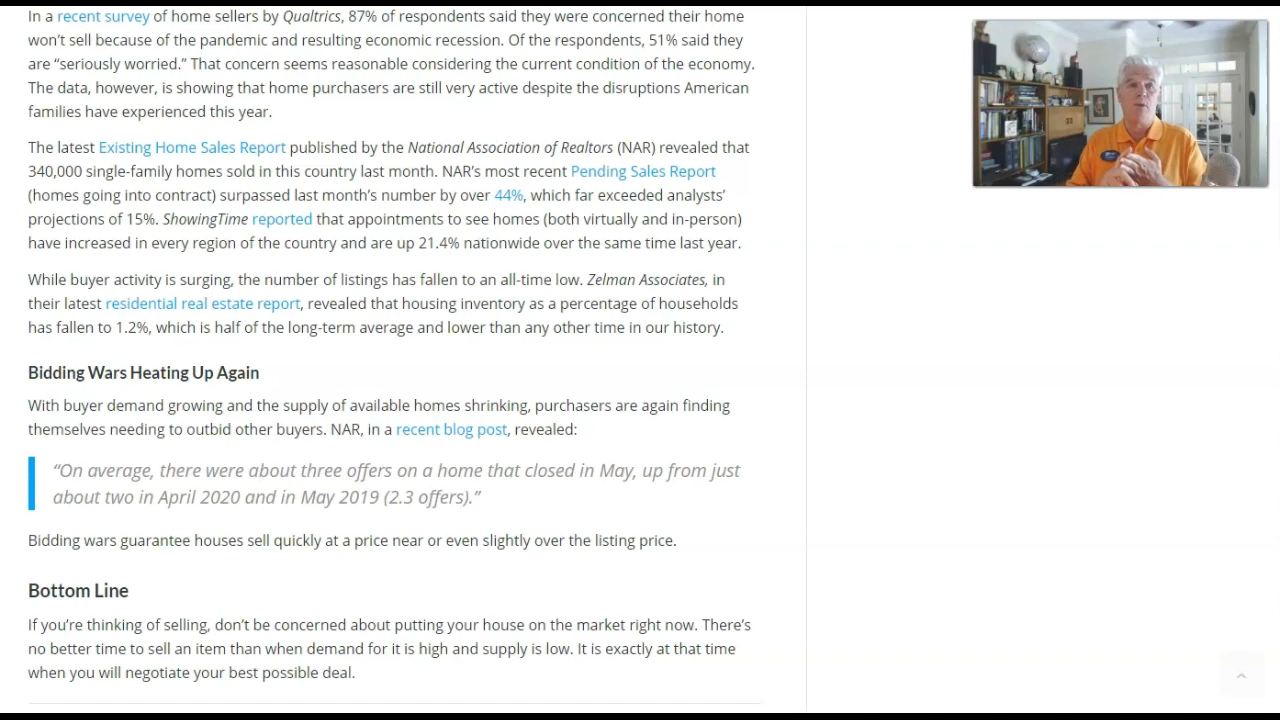 In a recent survey of home sellers by Qualtrics, 87% of respondents said they were concerned their home
won’t sell because of the pandemic and resulting economic recession. Of the respondents, 51% said they
are “seriously worried.” That concern seems reasonable considering the current condition of the economy.
The data, however, is showing that home purchasers are still very active despite the disruptions American
families have experienced this year.
The latest Existing Home Sales Report published by the National Association of Realtors (NAR) revealed that
340,000 single-family homes sold in this country last month. NAR’s most recent Pending Sales Report
(homes going into contract) surpassed last month’s number by over 44%, which far exceeded analysts’
projections of 15%. ShowingTime reported that appointments to see homes (both virtually and in-person)
have increased in every region of the country and are up 21.4% nationwide over the same time last year.
While buyer activity is surging, the number of listings has fallen to an all-time low. Zelman Associates, in
their latest residential real estate report, revealed that housing inventory as a percentage of households
has fallen to 1.2%, which is half of the long-term average and lower than any other time in our history.
Bidding Wars Heating Up Again
With buyer demand growing and the supply of available homes shrinking, purchasers are again finding
themselves needing to outbid other buyers. NAR, in a recent blog post, revealed:
“On average, there were about three offers on a home that closed in May, up from just
about two in April 2020 and in May 2019 (2.3 offers).”
Bidding wars guarantee houses sell quickly at a price near or even slightly over the listing price.
Bottom Line
If you’re thinking of selling, don’t be concerned about putting your house on the market right now. There’s
no better time to sell an item than when demand for it is high and supply is low. It is exactly at that time
when you will negotiate your best possible deal.